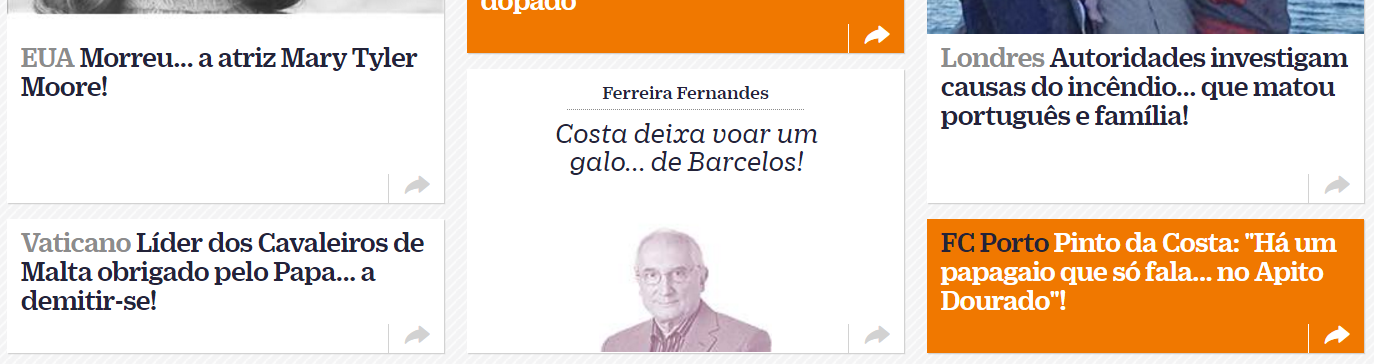 EUA Morreu... a atriz Mary Tyler
Moore!
Vaticano Líder dos Cavaleiros de
Malta obrigado pelo Papa... a
demitir-se!
dopado
Ferreira Fernandes
Costa deixa voar um
galo... de Barcelos!
Londres Autoridades investigam
causas do incêndio... que matou
português e família!
FC Porto Pinto da Costa: "Há um
papagaio que só fala... no Apito
Dourado"!